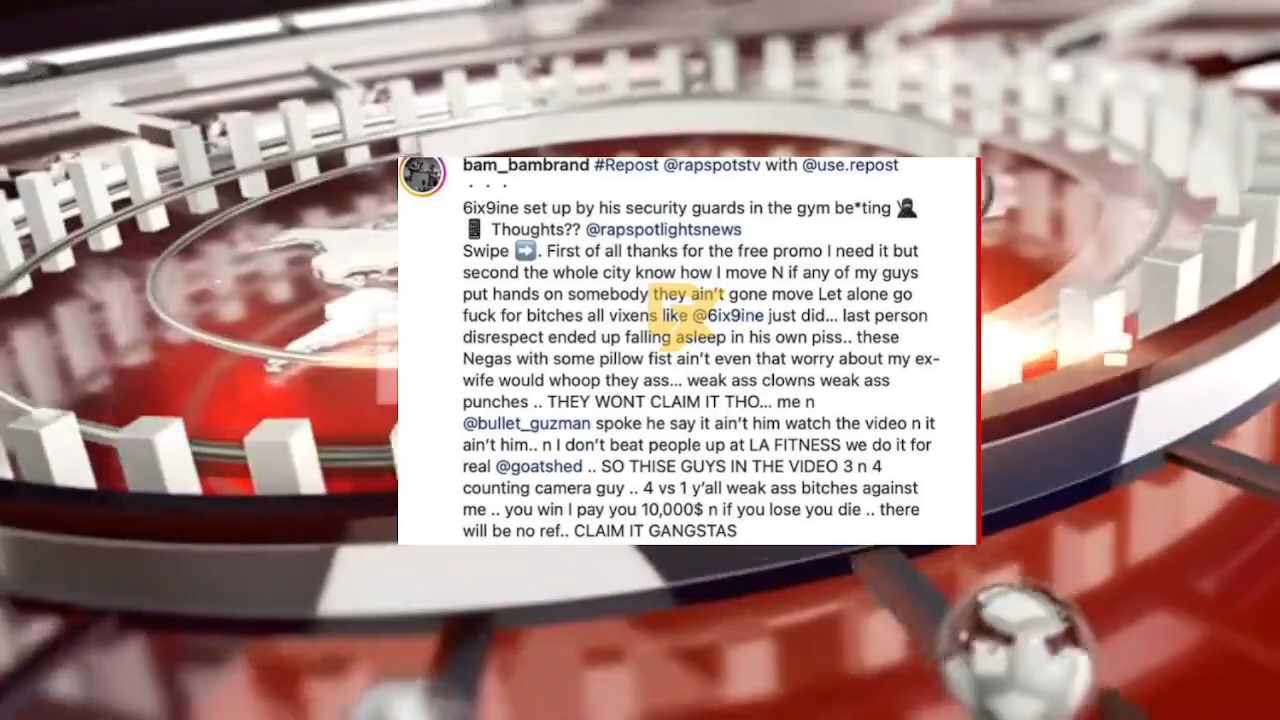 bam_bambrand #Repost @rapspotstv with @use.repost
. . .
6ix9ine set up by his security guards in the gym be*ting 🥷
📱 Thoughts?? @rapspotlightsnews
Swipe ➡️. First of all thanks for the free promo I need it but
second the whole city know how I move N if any of my guys
put hands on somebody they ain’t gone move Let alone go
fuck for bitches all vixens like @6ix9ine just did... last person
disrespect ended up falling asleep in his own piss.. these
Negas with some pillow fist ain’t even that worry about my ex-
wife would whoop they ass... weak ass clowns weak ass
punches .. THEY WONT CLAIM IT THO... me n
@bullet_guzman spoke he say it ain’t him watch the video n it
ain’t him.. n I don’t beat people up at LA FITNESS we do it for
real @goatshed .. SO THISE GUYS IN THE VIDEO 3 n 4
counting camera guy .. 4 vs 1 y’all weak ass bitches against
me .. you win I pay you 10,000$ n if you lose you die .. there
will be no ref.. CLAIM IT GANGSTAS